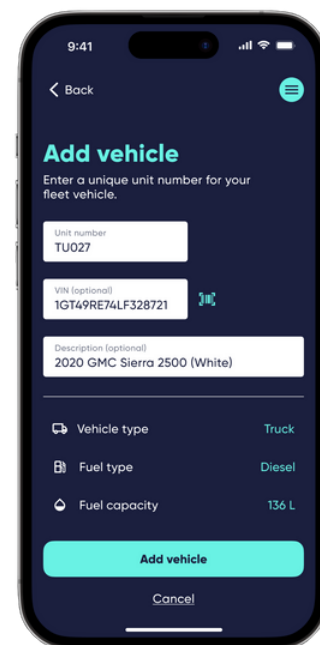 9:41
Back
Add vehicle
Enter a unique unit number for your
fleet vehicle.
Unit number
TU027
VIN (optional)
1GT49RE74LF328721
Description (optional)
2020 GMC Sierra 2500 (White)
Vehicle type Truck
Fuel type Diesel
Fuel capacity 136 L
Add vehicle
Cancel